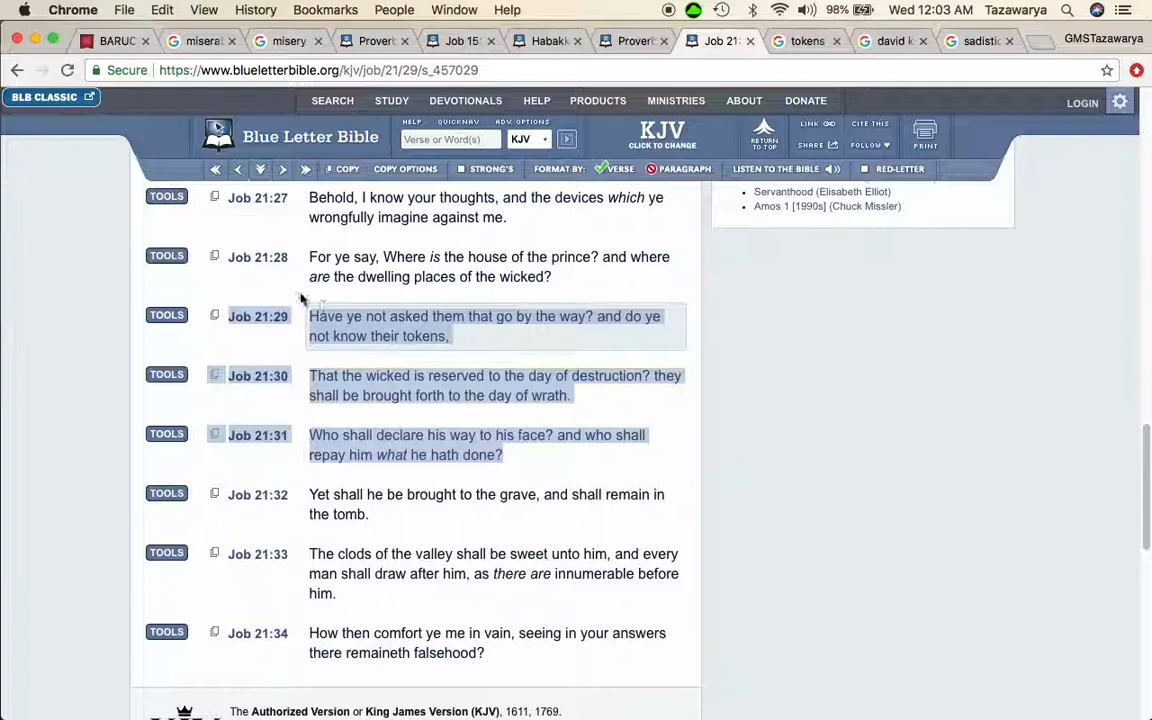 Chrome File Edit View History Bookmarks People Window Help 98% Wed 12:03 AM Tazawarya
BARUC miseral misery Proverb Job 15: Habakk Proverb Job 21: tokens david k sadistic GMSTazawarya
Secure https://www.blueletterbible.org/kjv/job/21/29/s_457029
BLB CLASSIC
SEARCH STUDY DEVOTIONALS HELP PRODUCTS MINISTRIES ABOUT DONATE LOGIN
HELP QUICKNAV ADV. OPTIONS
Blue Letter Bible Verse or Word(s) KJV
KJV
CLICK TO CHANGE
RETURN
TO TOP
LINK CITE THIS
SHARE FOLLOW PRINT
COPY COPY OPTIONS STRONG'S FORMAT BY: VERSE PARAGRAPH LISTEN TO THE BIBLE RED-LETTER
Servanthood (Elisabeth Elliot)
Amos 1 [1990s] (Chuck Missler)
TOOLS Job 21:27 Behold, I know your thoughts, and the devices which ye
wrongfully imagine against me.
TOOLS Job 21:28 For ye say, Where is the house of the prince? and where
are the dwelling places of the wicked?
TOOLS Job 21:29 Have ye not asked them that go by the way? and do ye
not know their tokens,
TOOLS Job 21:30 That the wicked is reserved to the day of destruction? they
shall be brought forth to the day of wrath.
TOOLS Job 21:31 Who shall declare his way to his face? and who shall
repay him what he hath done?
TOOLS Job 21:32 Yet shall he be brought to the grave, and shall remain in
the tomb.
TOOLS Job 21:33 The clods of the valley shall be sweet unto him, and every
man shall draw after him, as there are innumerable before
him.
TOOLS Job 21:34 How then comfort ye me in vain, seeing in your answers
there remaineth falsehood?
The Authorized Version or King James Version (KJV), 1611, 1769.